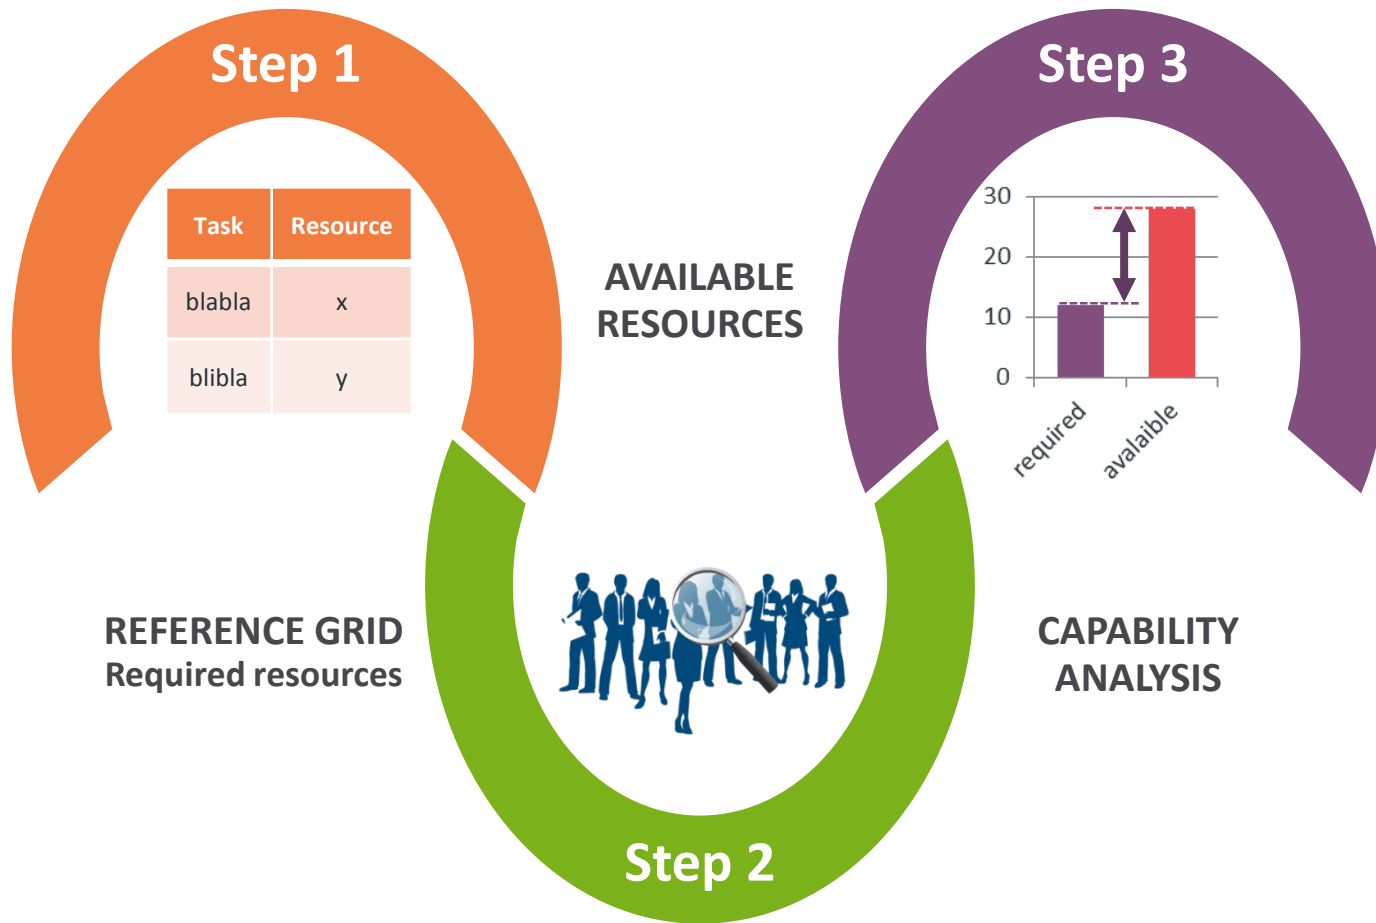 Step 1
Task Resource
blabla x
blibla y
REFERENCE GRID
Required resources
AVAILABLE
RESOURCES
Step 2
Step 3
30
20
10
0
required
avalaible
CAPABILITY
ANALYSIS